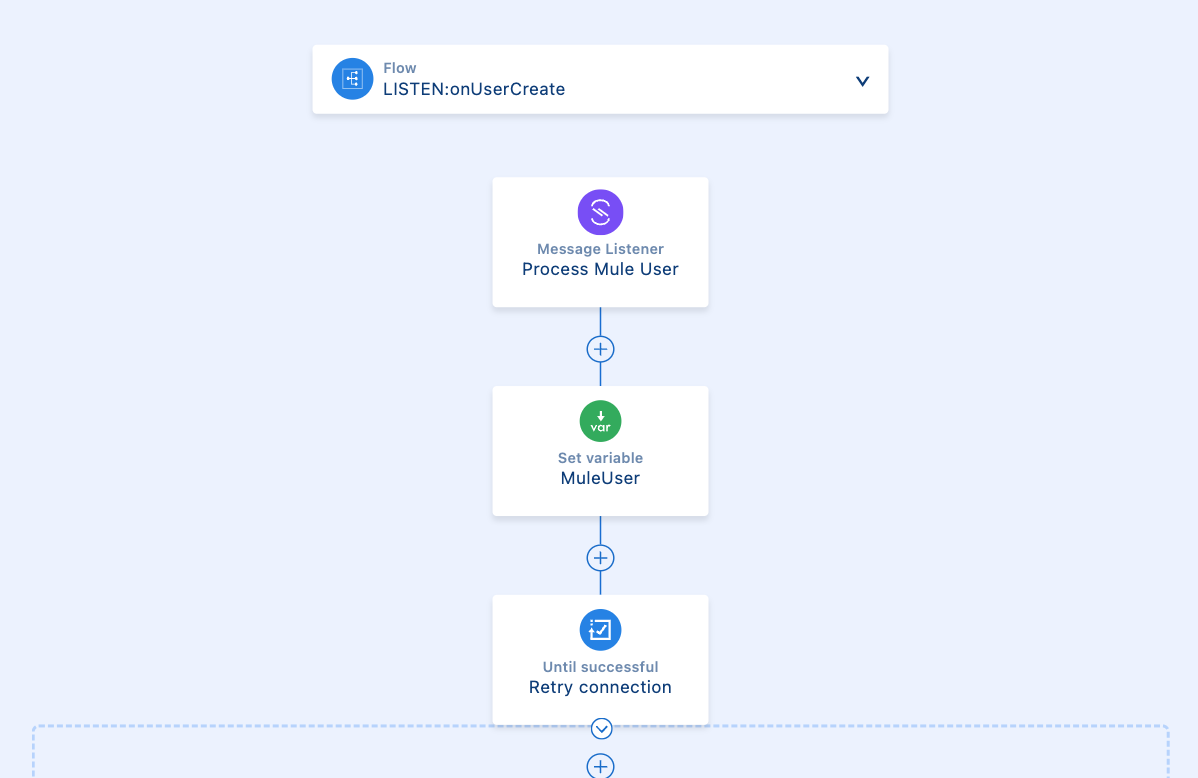 Flow
LISTEN:onUserCreate
Message Listener
Process Mule User
var
Set variable
MuleUser
Until successful
Retry connection